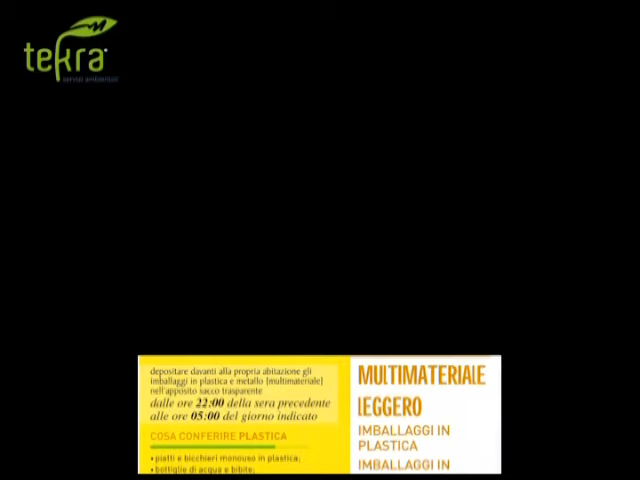 tekra
servizi ambientali
depositare davanti alla propria abitazione gli
imballaggi in plastica e metallo [multimateriale]
nell'apposito sacco trasparente
dalle ore 22:00 della sera precedente
alle ore 05:00 del giorno indicato
COSA CONFERIRE PLASTICA
• piatti e bicchieri monouso in plastica;
• bottiglie di acqua e bibite;
MULTIMATERIALE
LEGGERO
IMBALLAGGI IN
PLASTICA
IMBALLAGGI IN